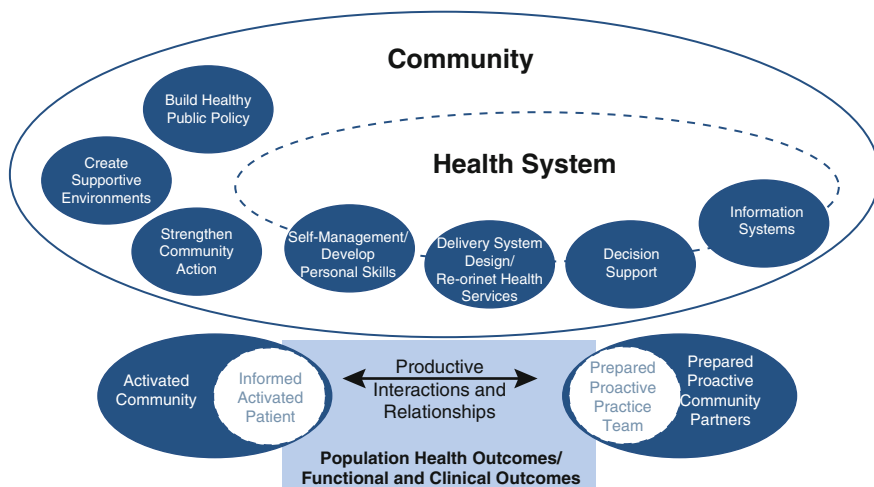 Community
Build Healthy
Public Policy
Health System
Create
Supportive
Environments
Strengthen
Community
Action
Self-Management/
Develop
Personal Skills
Delivery System
Design/
Re-orinet Health
Services
Decision
Support
Information
Systems
Activated
Community
Informed
Activated
Patient
Productive
Interactions and
Relationships
Prepared
Proactive
Practice
Team
Prepared
Proactive
Community
Partners
Population Health Outcomes/
Functional and Clinical Outcomes